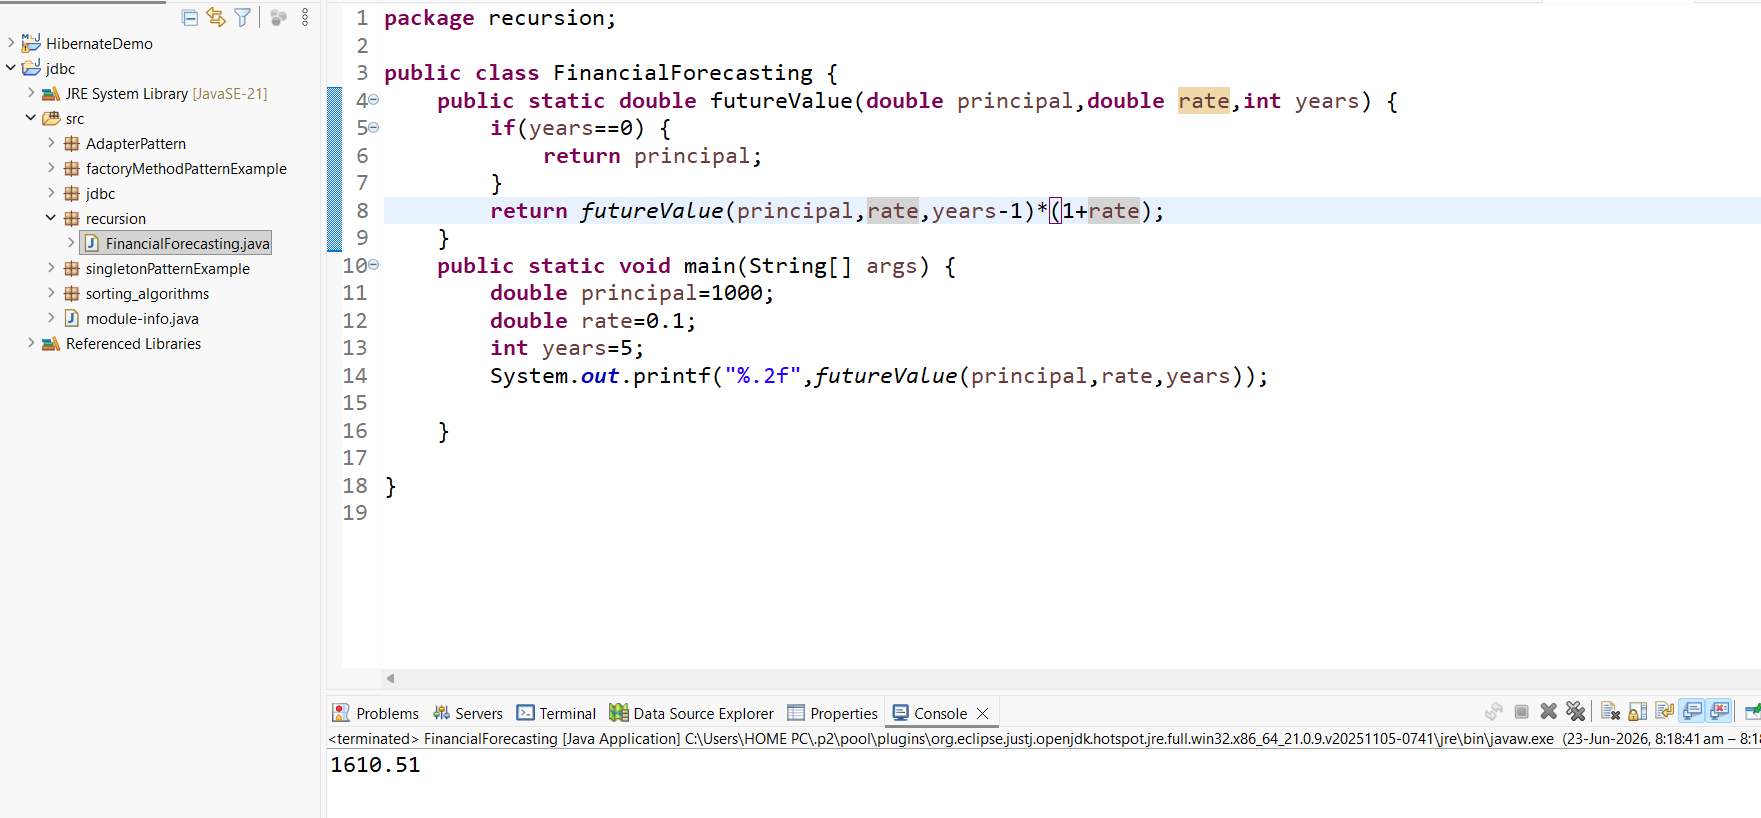 HibernateDemo
jdbc
JRE System Library [JavaSE-21]
src
AdapterPattern
factoryMethodPatternExample
jdbc
recursion
FinancialForecasting.java
singletonPatternExample
sorting_algorithms
module-info.java
Referenced Libraries
1 package recursion;
2
3 public class FinancialForecasting {
4 public static double futureValue(double principal,double rate,int years) {
5 if(years==0) {
6 return principal;
7 }
8 return futureValue(principal,rate,years-1)*(1+rate);
9 }
10 public static void main(String[] args) {
11 double principal=1000;
12 double rate=0.1;
13 int years=5;
14 System.out.printf("%.2f",futureValue(principal,rate,years));
15
16 }
17
18 }
19
Problems Servers Terminal Data Source Explorer Properties Console
<terminated> FinancialForecasting [Java Application] C:\Users\HOME PC\.p2\pool\plugins\org.eclipse.justj.openjdk.hotspot.jre.full.win32.x86_64_21.0.9.v20251105-0741\jre\bin\javaw.exe (23-Jun-2026, 8:18:41 am – 8:18
1610.51